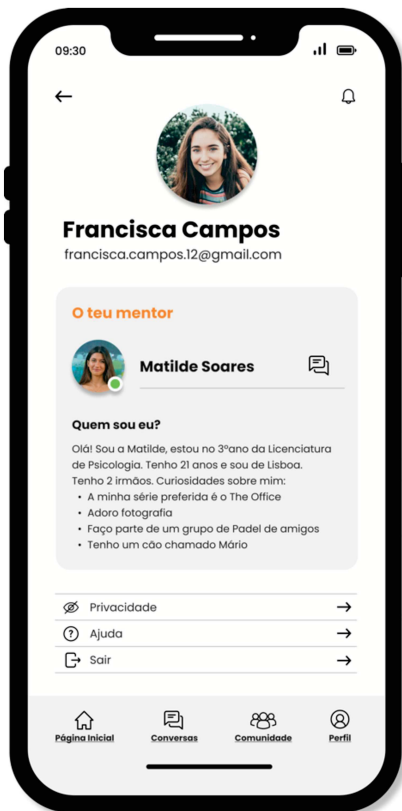 09:30
Francisca Campos
francisca.campos.12@gmail.com
O teu mentor
Matilde Soares
Quem sou eu?
Olá! Sou a Matilde, estou no 3ºano da Licenciatura
de Psicologia. Tenho 21 anos e sou de Lisboa.
Tenho 2 irmãos. Curiosidades sobre mim:
• A minha série preferida é o The Office
• Adoro fotografia
• Faço parte de um grupo de Padel de amigos
• Tenho um cão chamado Mário
Privacidade
? Ajuda
Sair
Página Inicial Conversas Comunidade Perfil